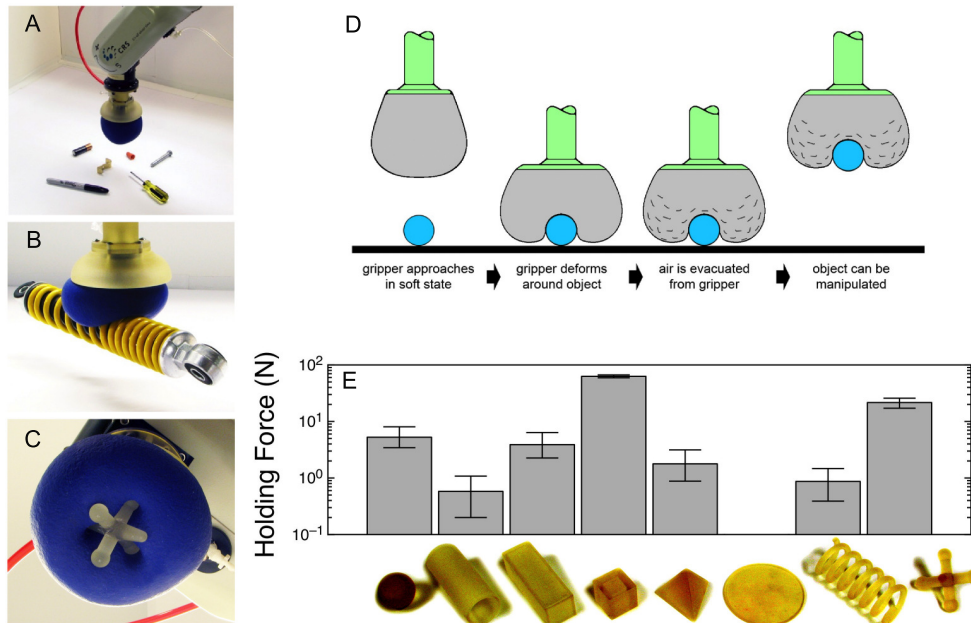 A
B
C
D
gripper approaches
in soft state
gripper deforms
around object
air is evacuated
from gripper
object can be
manipulated
E
Holding Force (N)
10²
10¹
10⁰
10⁻¹
CRS